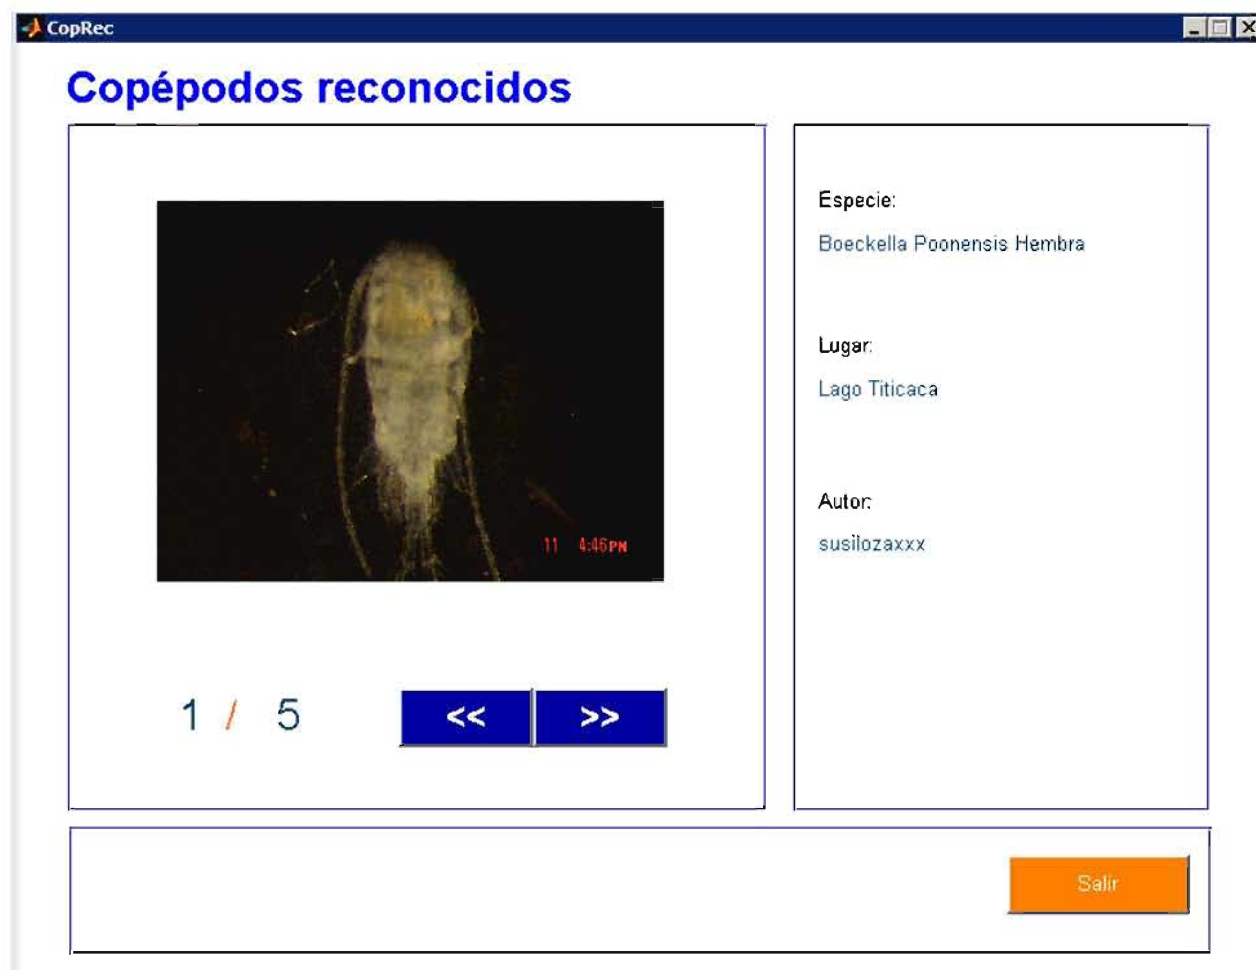 CopRec
Copépodos reconocidos
11 4:46PM
1 / 5
<< >>
Especie:
Boeckella Poonensis Hembra
Lugar:
Lago Titicaca
Autor:
susilozaxxx
Salir